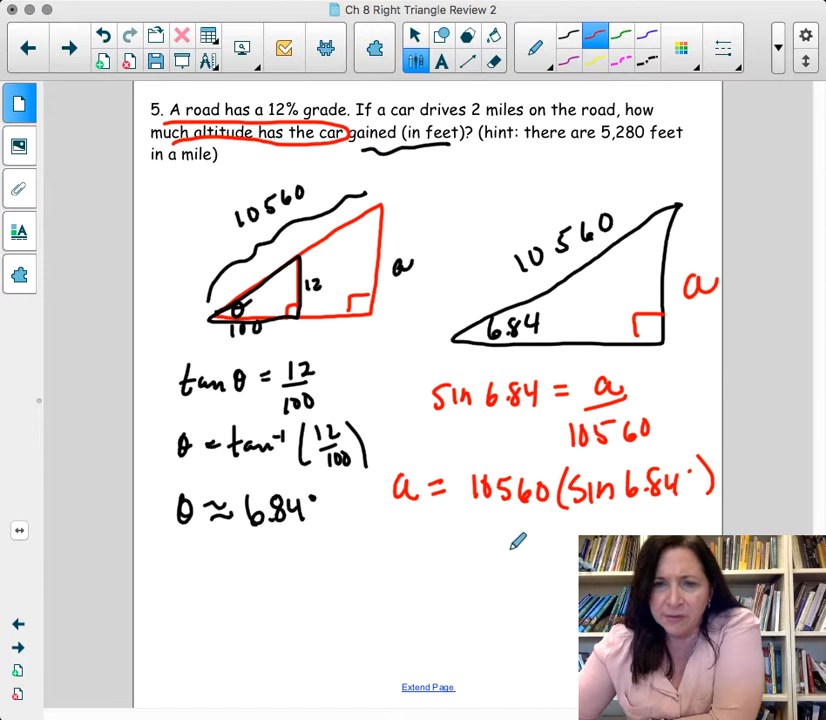 Ch 8 Right Triangle Review 2
5. A road has a 12% grade. If a car drives 2 miles on the road, how
much altitude has the car gained (in feet)? (hint: there are 5,280 feet
in a mile)
10560
θ
12
a
100
10560
6.84
a
tan θ = 12/100
θ = tan⁻¹ (12/100)
θ ≈ 6.84°
sin 6.84 = a/10560
a = 10560 (sin 6.84°)
Extend Page